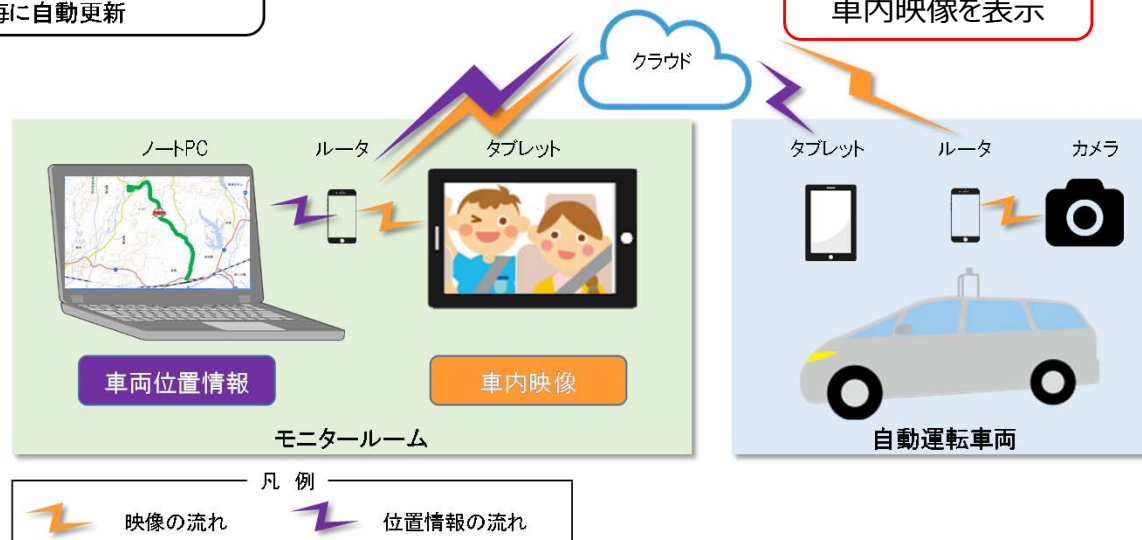 毎に自動更新
車内映像を表示
クラウド
ノートPC
ルータ
タブレット
タブレット
ルータ
カメラ
車両位置情報
車内映像
モニタールーム
自動運転車両
凡 例
映像の流れ
位置情報の流れ